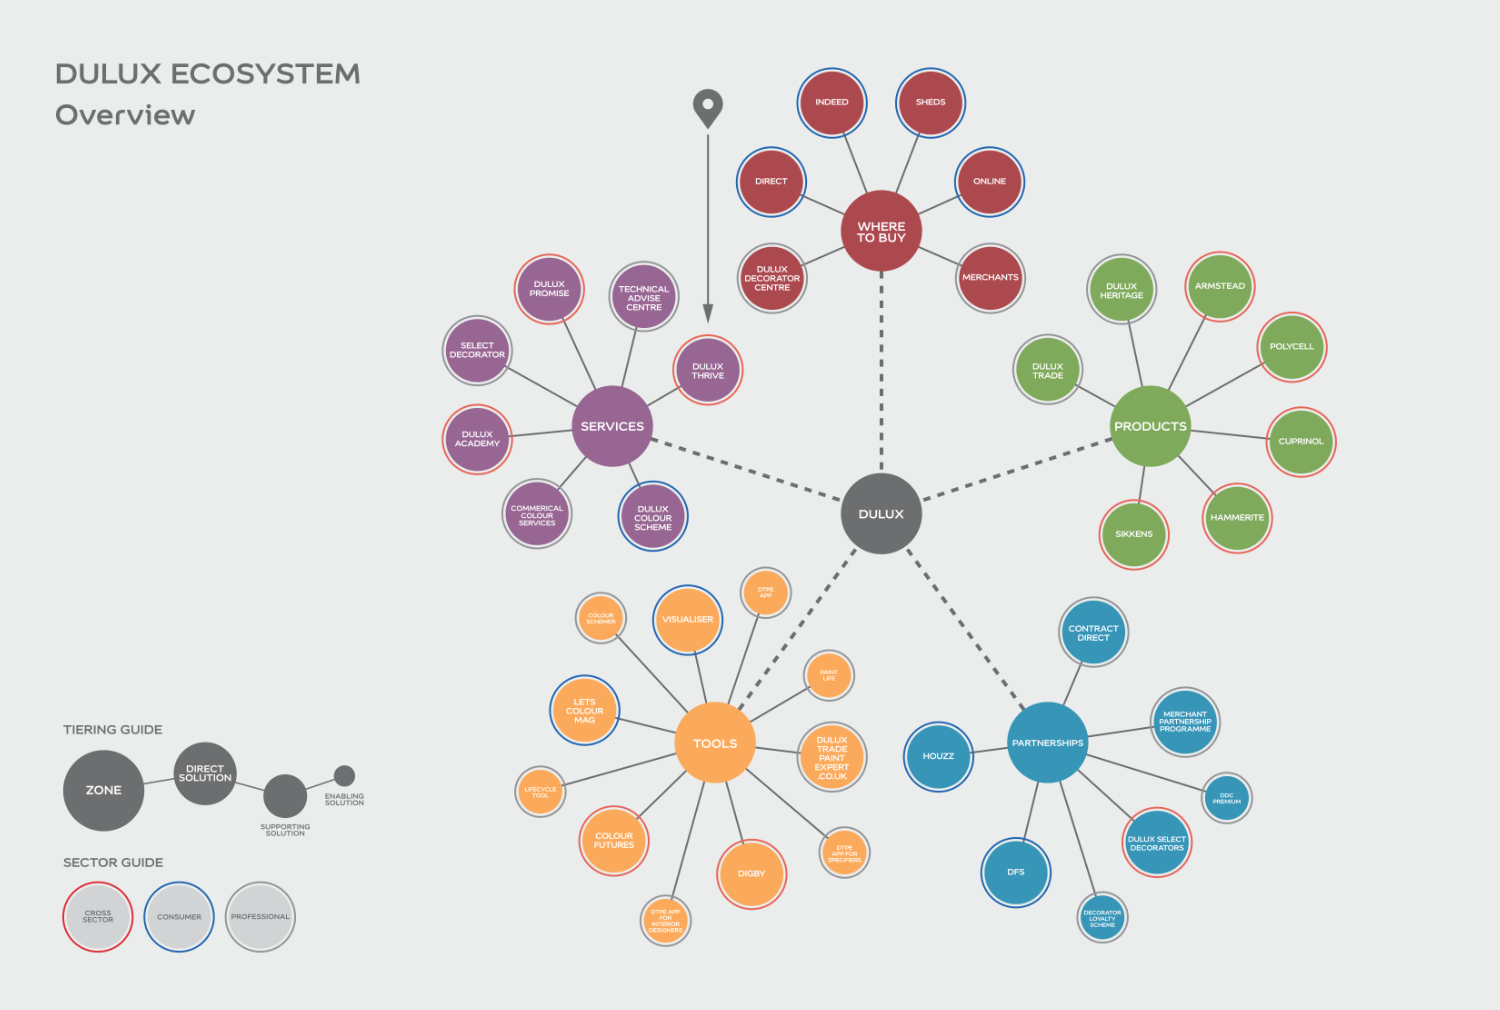 DULUX ECOSYSTEM
Overview
INDEED
SHEDS
DIRECT
ONLINE
WHERE
TO BUY
DULUX
DECORATOR
CENTRE
MERCHANTS
DULUX
PROMISE
TECHNICAL
ADVISE
CENTRE
SELECT
DECORATOR
DULUX
THRIVE
DULUX
ACADEMY
SERVICES
COMMERICAL
COLOUR
SERVICES
DULUX
COLOUR
SCHEME
DULUX
HERITAGE
ARMSTEAD
DULUX
TRADE
POLYCELL
PRODUCTS
CUPRINOL
SIKKENS
HAMMERITE
DULUX
COLOUR
SCHEMER
VISUALISER
DTPE
APP
LETS
COLOUR
MAG
PAINT
LIFE
TOOLS
DULUX
TRADE
PAINT
EXPERT
.CO.UK
LIFECYCLE
TOOL
COLOUR
FUTURES
DIGBY
DTPE
APP FOR
SPECIFIERS
DTPE APP
FOR
INTERIOR
DESIGNERS
CONTRACT
DIRECT
MERCHANT
PARTNERSHIP
PROGRAMME
HOUZZ
PARTNERSHIPS
DDC
PREMIUM
DULUX SELECT
DECORATORS
DFS
DECORATOR
LOYALTY
SCHEME
TIERING GUIDE
ZONE
DIRECT
SOLUTION
SUPPORTING
SOLUTION
ENABLING
SOLUTION
SECTOR GUIDE
CROSS
SECTOR
CONSUMER
PROFESSIONAL